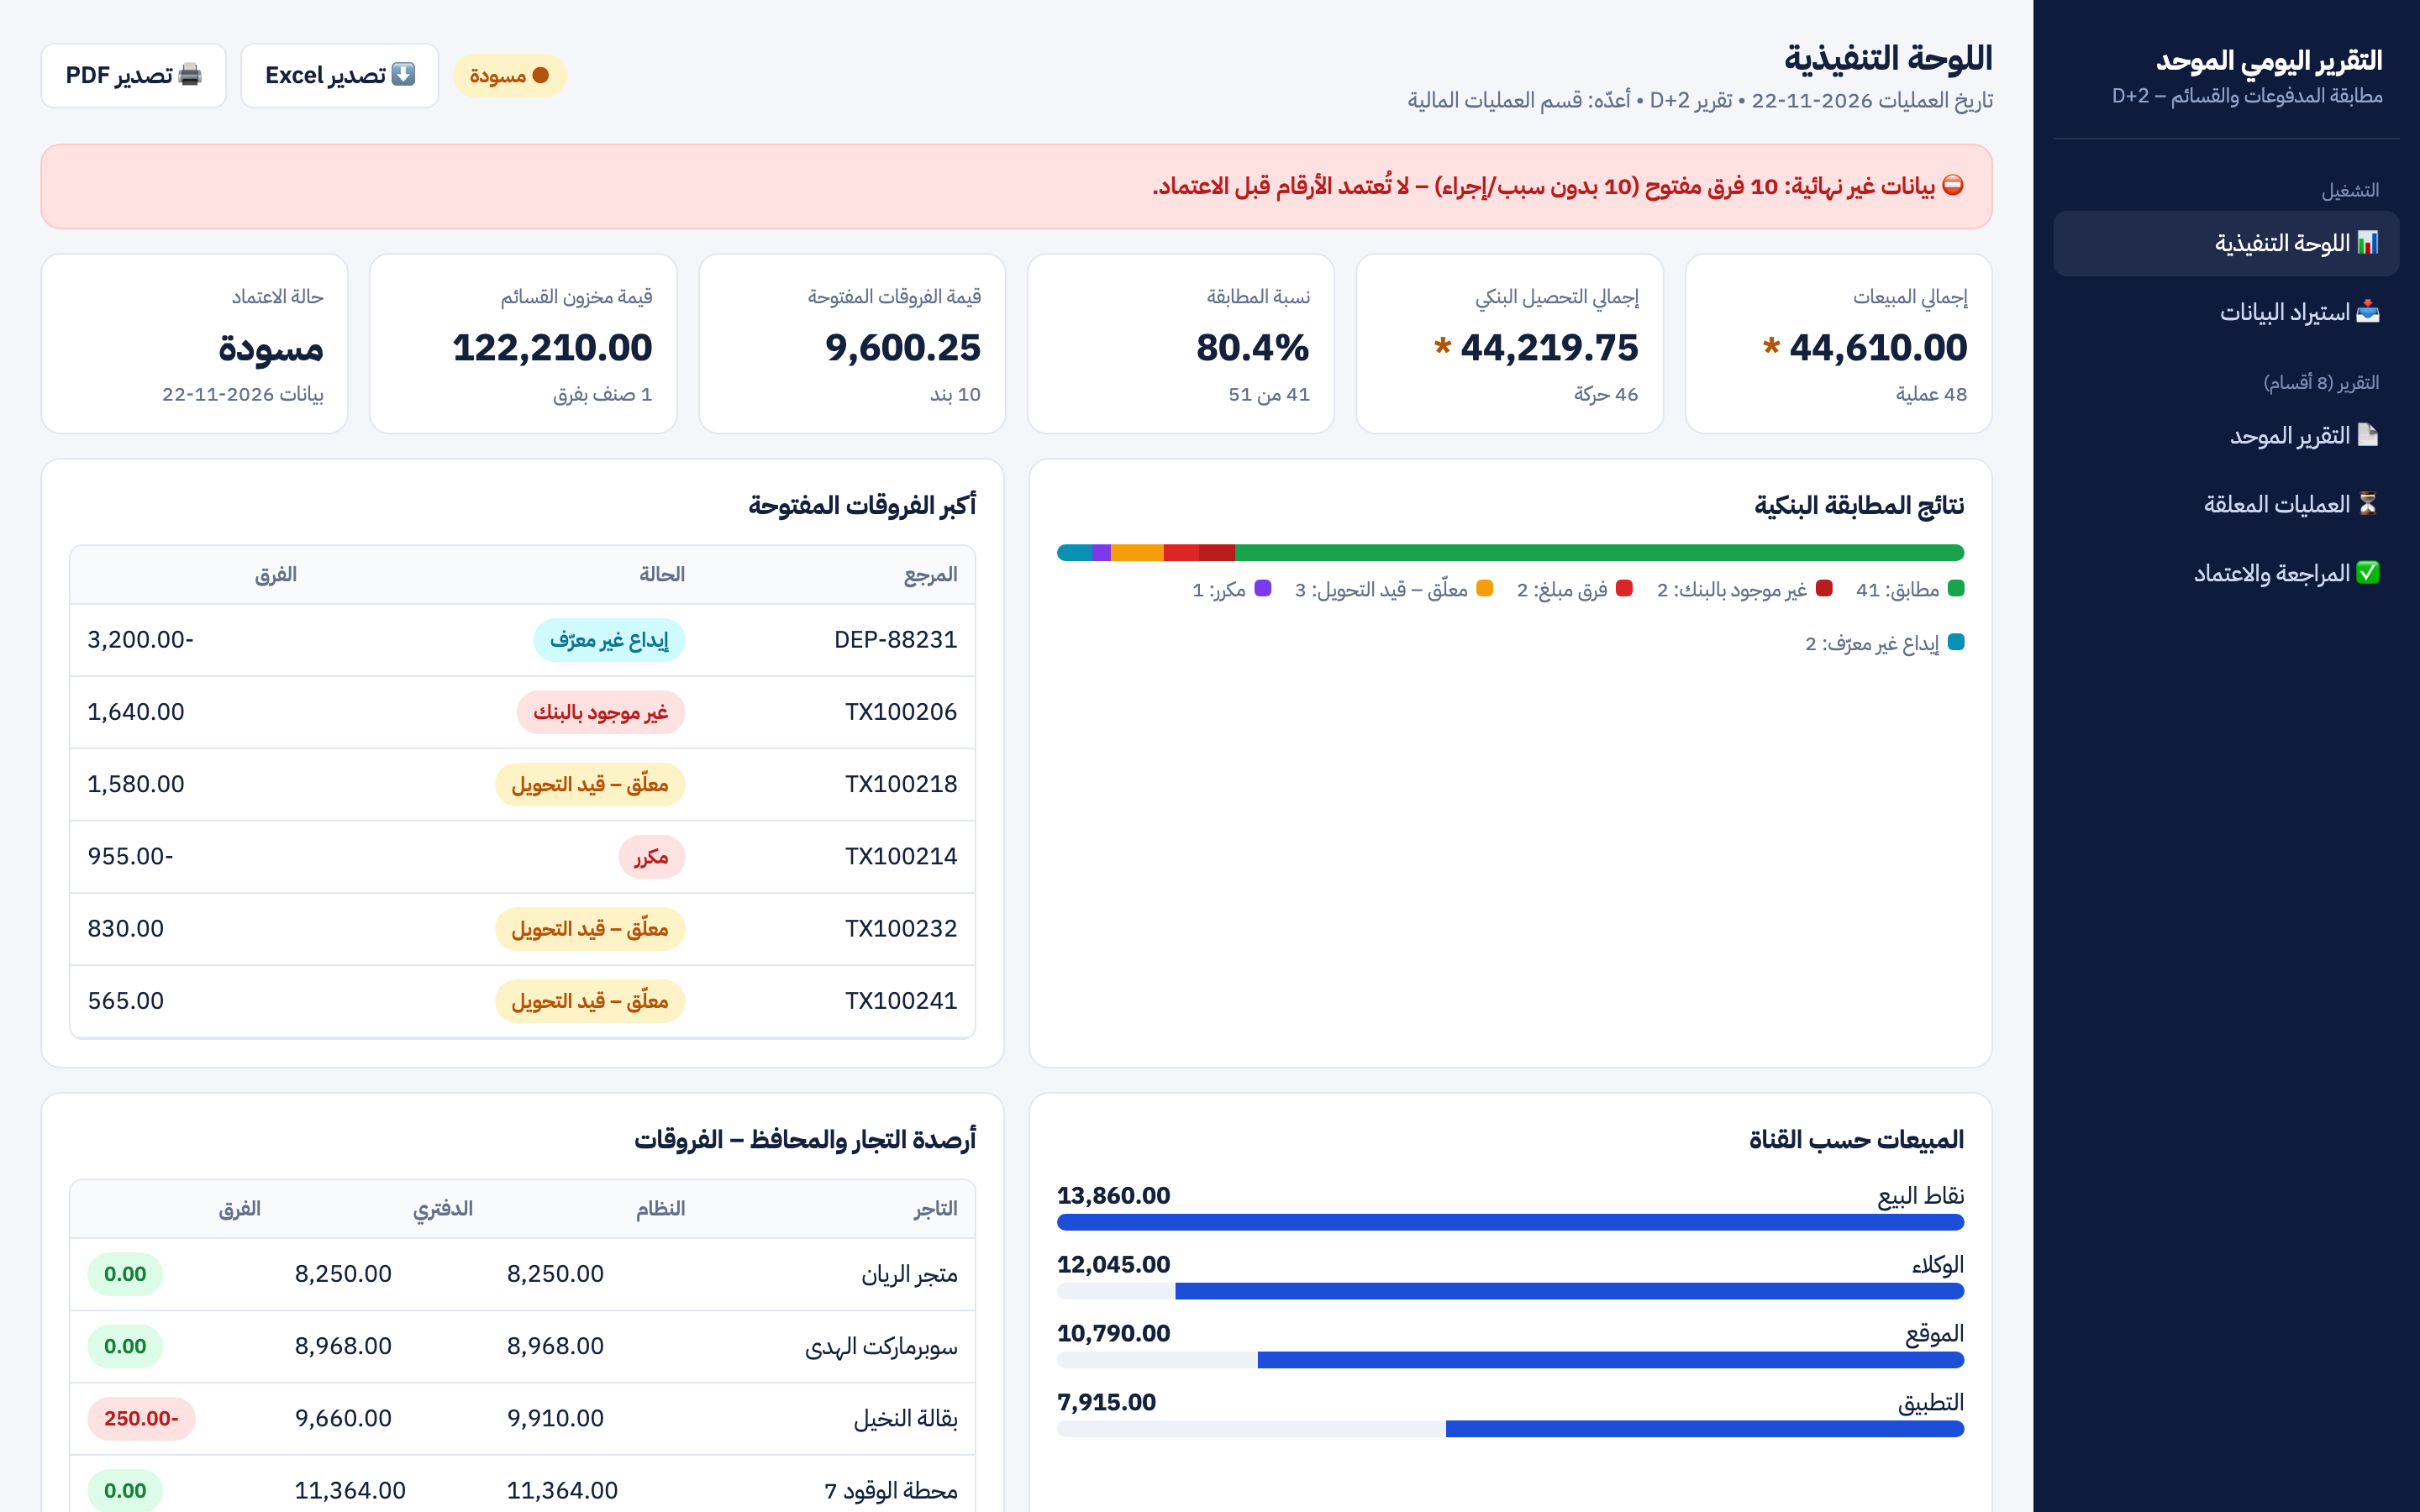 التقرير اليومي الموحد
مطابقة المدفوعات والقسائم – D+2
التشغيل
📊 اللوحة التنفيذية
📥 استيراد البيانات
التقرير (8 أقسام)
📄 التقرير الموحد
⏳ العمليات المعلقة
✅ المراجعة والاعتماد
اللوحة التنفيذية
تاريخ العمليات 2026-11-22 • تقرير D+2 • أعدّه: قسم العمليات المالية
● مسودة
⬇️ تصدير Excel
🖨️ تصدير PDF
⛔ بيانات غير نهائية: 10 فرق مفتوح (10 بدون سبب/إجراء) – لا تُعتمد الأرقام قبل الاعتماد.
إجمالي المبيعات
44,610.00 *
48 عملية
إجمالي التحصيل البنكي
44,219.75 *
46 حركة
نسبة المطابقة
80.4%
41 من 51
قيمة الفروقات المفتوحة
9,600.25
10 بند
قيمة مخزون القسائم
122,210.00
1 صنف بفرق
حالة الاعتماد
مسودة
بيانات 2026-11-22
نتائج المطابقة البنكية
مطابق: 41 غير موجود بالبنك: 2 فرق مبلغ: 2 معلّق – قيد التحويل: 3 مكرر: 1
إيداع غير معرّف: 2
أكبر الفروقات المفتوحة
المرجع الحالة الفرق
DEP-88231 إيداع غير معرّف 3,200.00-
TX100206 غير موجود بالبنك 1,640.00
TX100218 معلّق – قيد التحويل 1,580.00
TX100214 مكرر 955.00-
TX100232 معلّق – قيد التحويل 830.00
TX100241 معلّق – قيد التحويل 565.00
المبيعات حسب القناة
نقاط البيع 13,860.00
الوكلاء 12,045.00
الموقع 10,790.00
التطبيق 7,915.00
أرصدة التجار والمحافظ – الفروقات
التاجر النظام الدفتري الفرق
متجر الريان 8,250.00 8,250.00 0.00
سوبرماركت الهدى 8,968.00 8,968.00 0.00
بقالة النخيل 9,910.00 9,660.00 250.00-
محطة الوقود 7 11,364.00 11,364.00 0.00